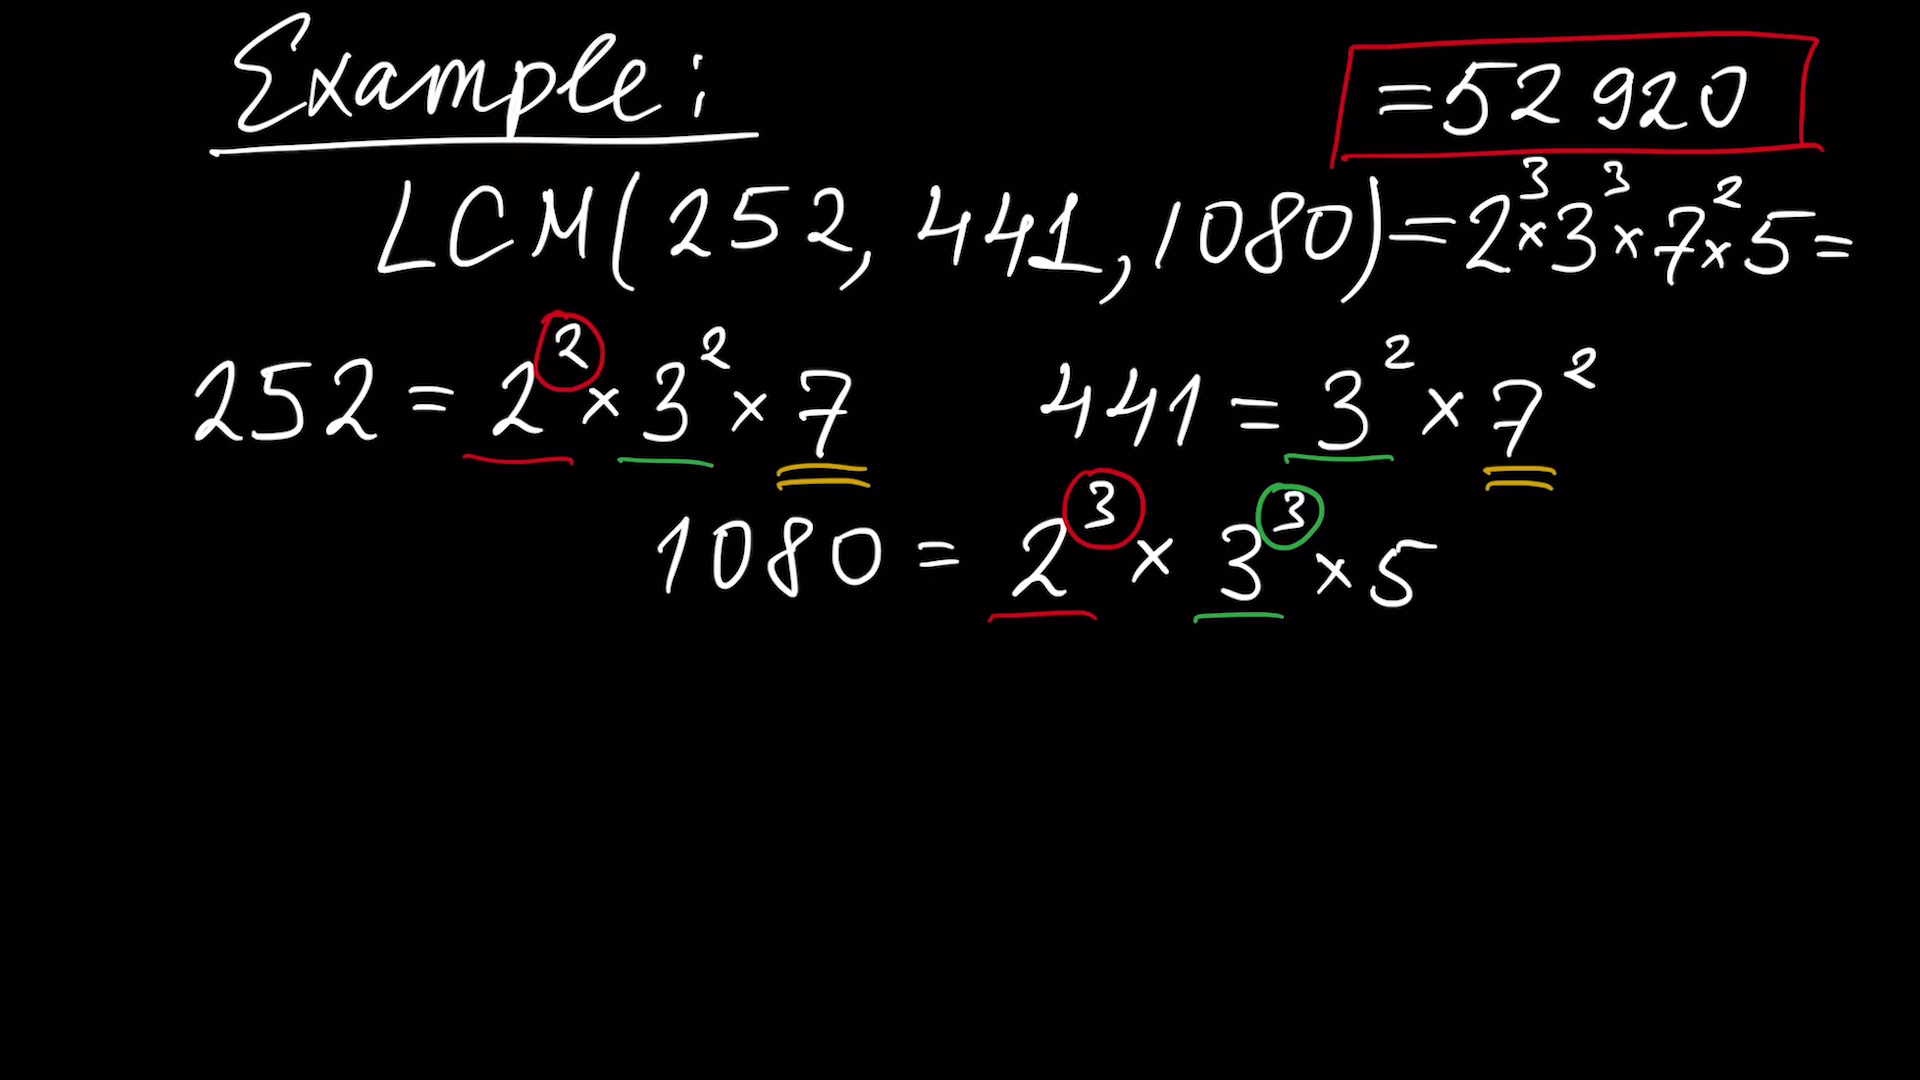 Example:
= 52 920
LCM(252, 441, 1080) = 2³ × 3³ × 7² × 5 =
252 = 2² × 3² × 7
441 = 3² × 7²
1080 = 2³ × 3³ × 5